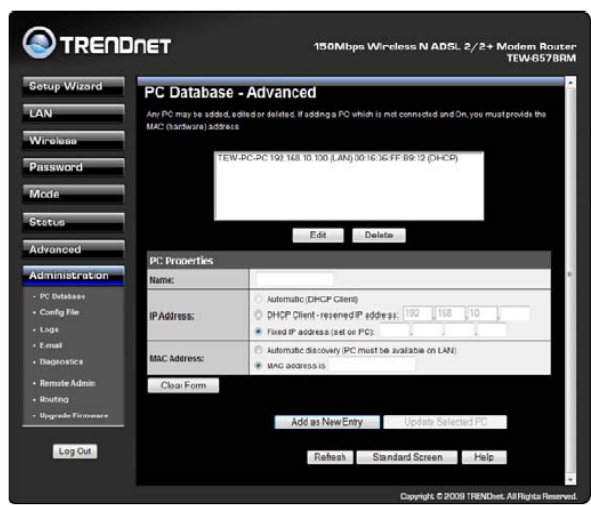 TRENDNET
150Mbps Wireless N ADSL 2/2+ Modem Router
TEW-657BRM
Setup Wizard
LAN
Wireless
Password
Mode
Status
Advanced
Administration
• PC Database
• Config File
• Logs
• E-mail
• Diagnostics
• Remote Admin
• Routing
• Upgrade Firmware
Log Out
PC Database - Advanced
Any PC may be added, edited or deleted. If adding a PC which is not connected and On, you must provide the
MAC (hardware) address
TEW-PC-PC 192.168.10.100 (LAN) 00:16:36:FF:B9:12 (DHCP)
Edit Delete
PC Properties
Name:
IP Address:
Automatic (DHCP Client)
DHCP Client - reserved IP address: 192 . 168 . 10 .
Fixed IP address (set on PC): . . .
MAC Address:
Automatic discovery (PC must be available on LAN)
MAC address is
Clear Form
Add as New Entry Update Selected PC
Refresh Standard Screen Help
Copyright © 2009 TRENDnet. All Rights Reserved.